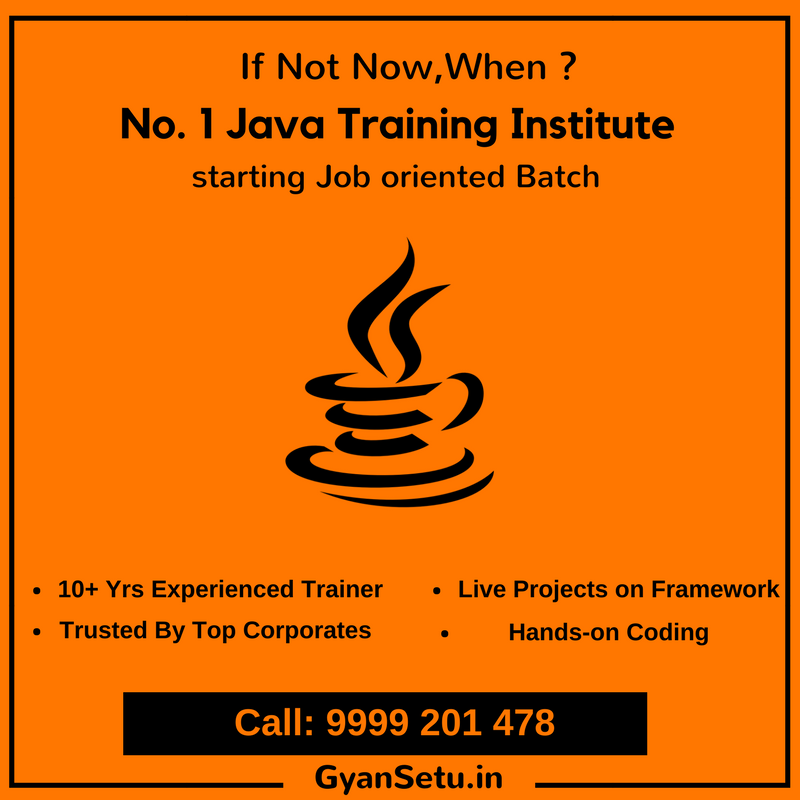 If Not Now,When ?
No. 1 Java Training Institute
starting Job oriented Batch
• 10+ Yrs Experienced Trainer
• Trusted By Top Corporates
• Live Projects on Framework
• Hands-on Coding
Call: 9999 201 478
GyanSetu.in